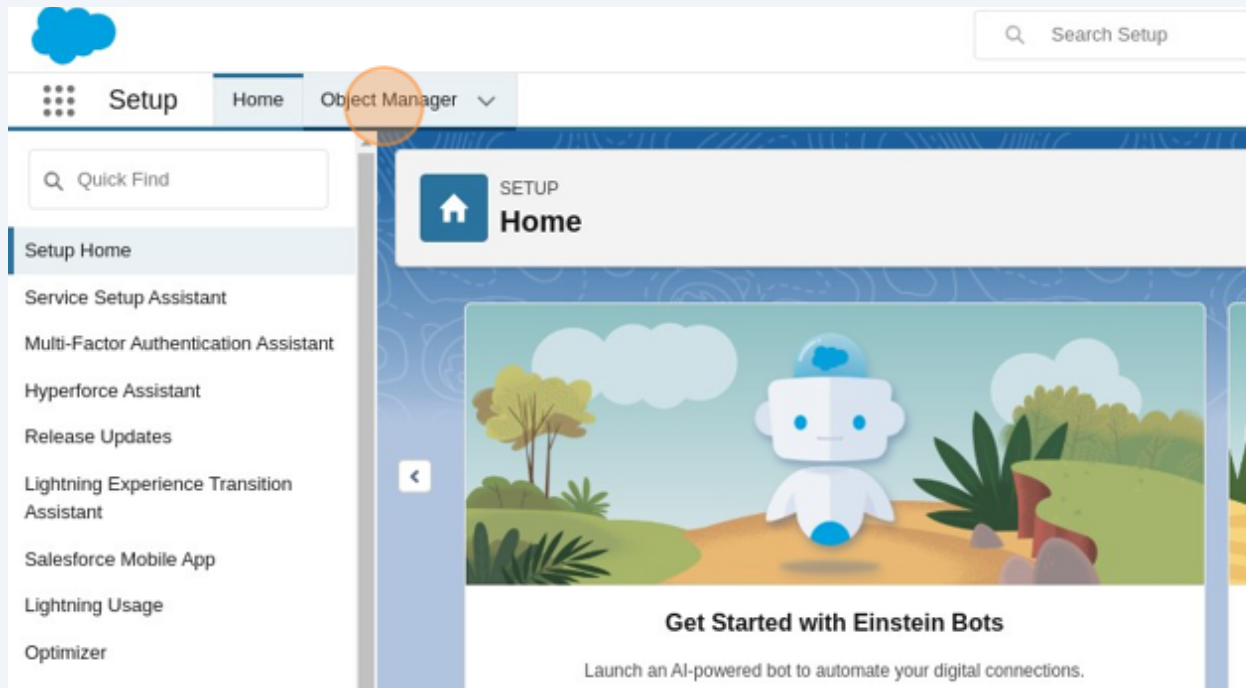 Search Setup
Setup
Home
Object Manager
Quick Find
SETUP
Home
Setup Home
Service Setup Assistant
Multi-Factor Authentication Assistant
Hyperforce Assistant
Release Updates
Lightning Experience Transition
Assistant
Salesforce Mobile App
Lightning Usage
Optimizer
Get Started with Einstein Bots
Launch an AI-powered bot to automate your digital connections.